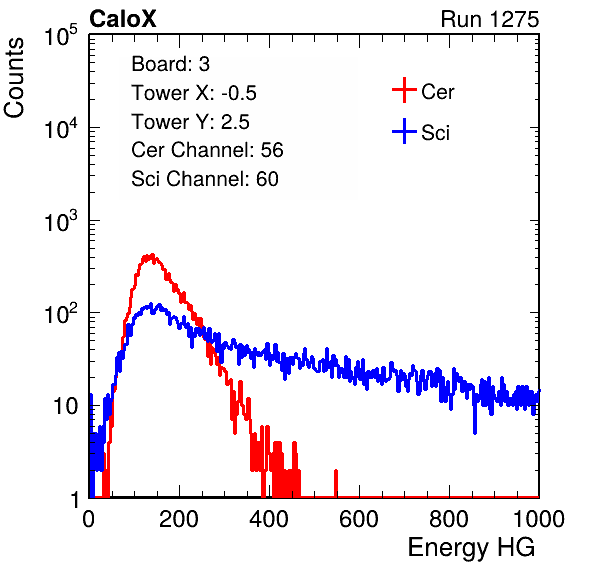 CaloX Run 1275
Counts
10^5
10^4
10^3
10^2
10
1
Board: 3
Tower X: -0.5
Tower Y: 2.5
Cer Channel: 56
Sci Channel: 60
Cer
Sci
0 200 400 600 800 1000
Energy HG